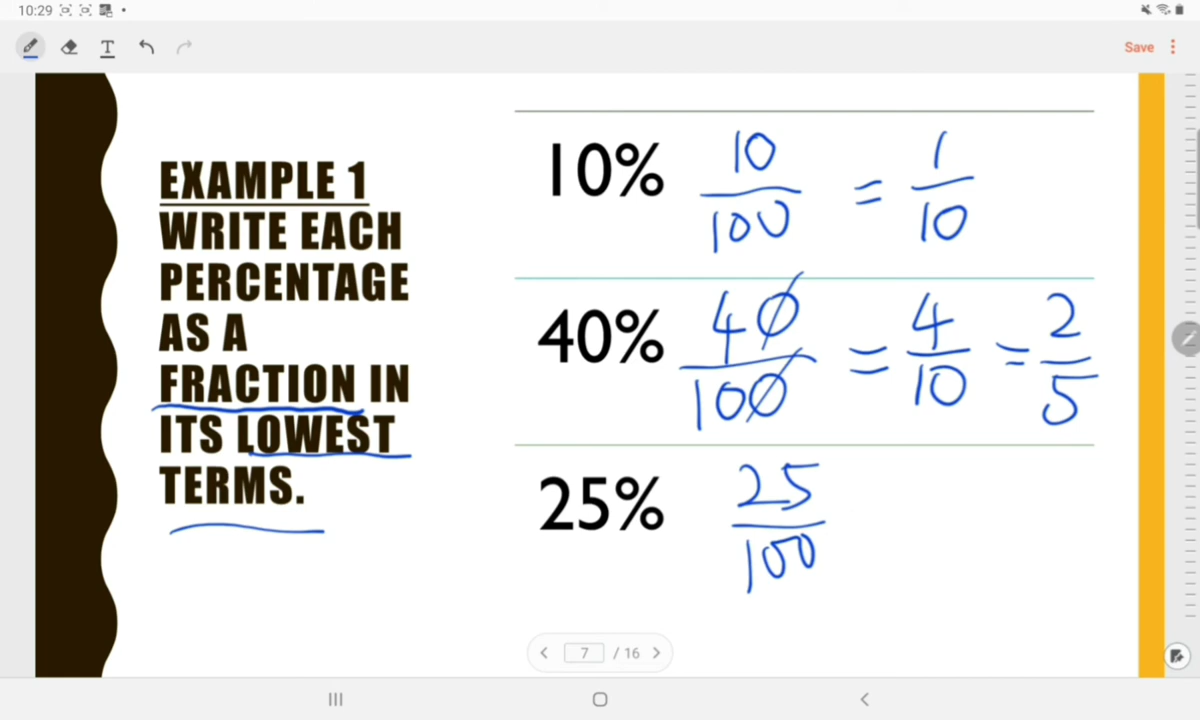 10:29
T
Save
EXAMPLE 1
WRITE EACH
PERCENTAGE
AS A
FRACTION IN
ITS LOWEST
TERMS.
10% 10/100 = 1/10
40% 40/100 = 4/10 = 2/5
25% 25/100
7 / 16